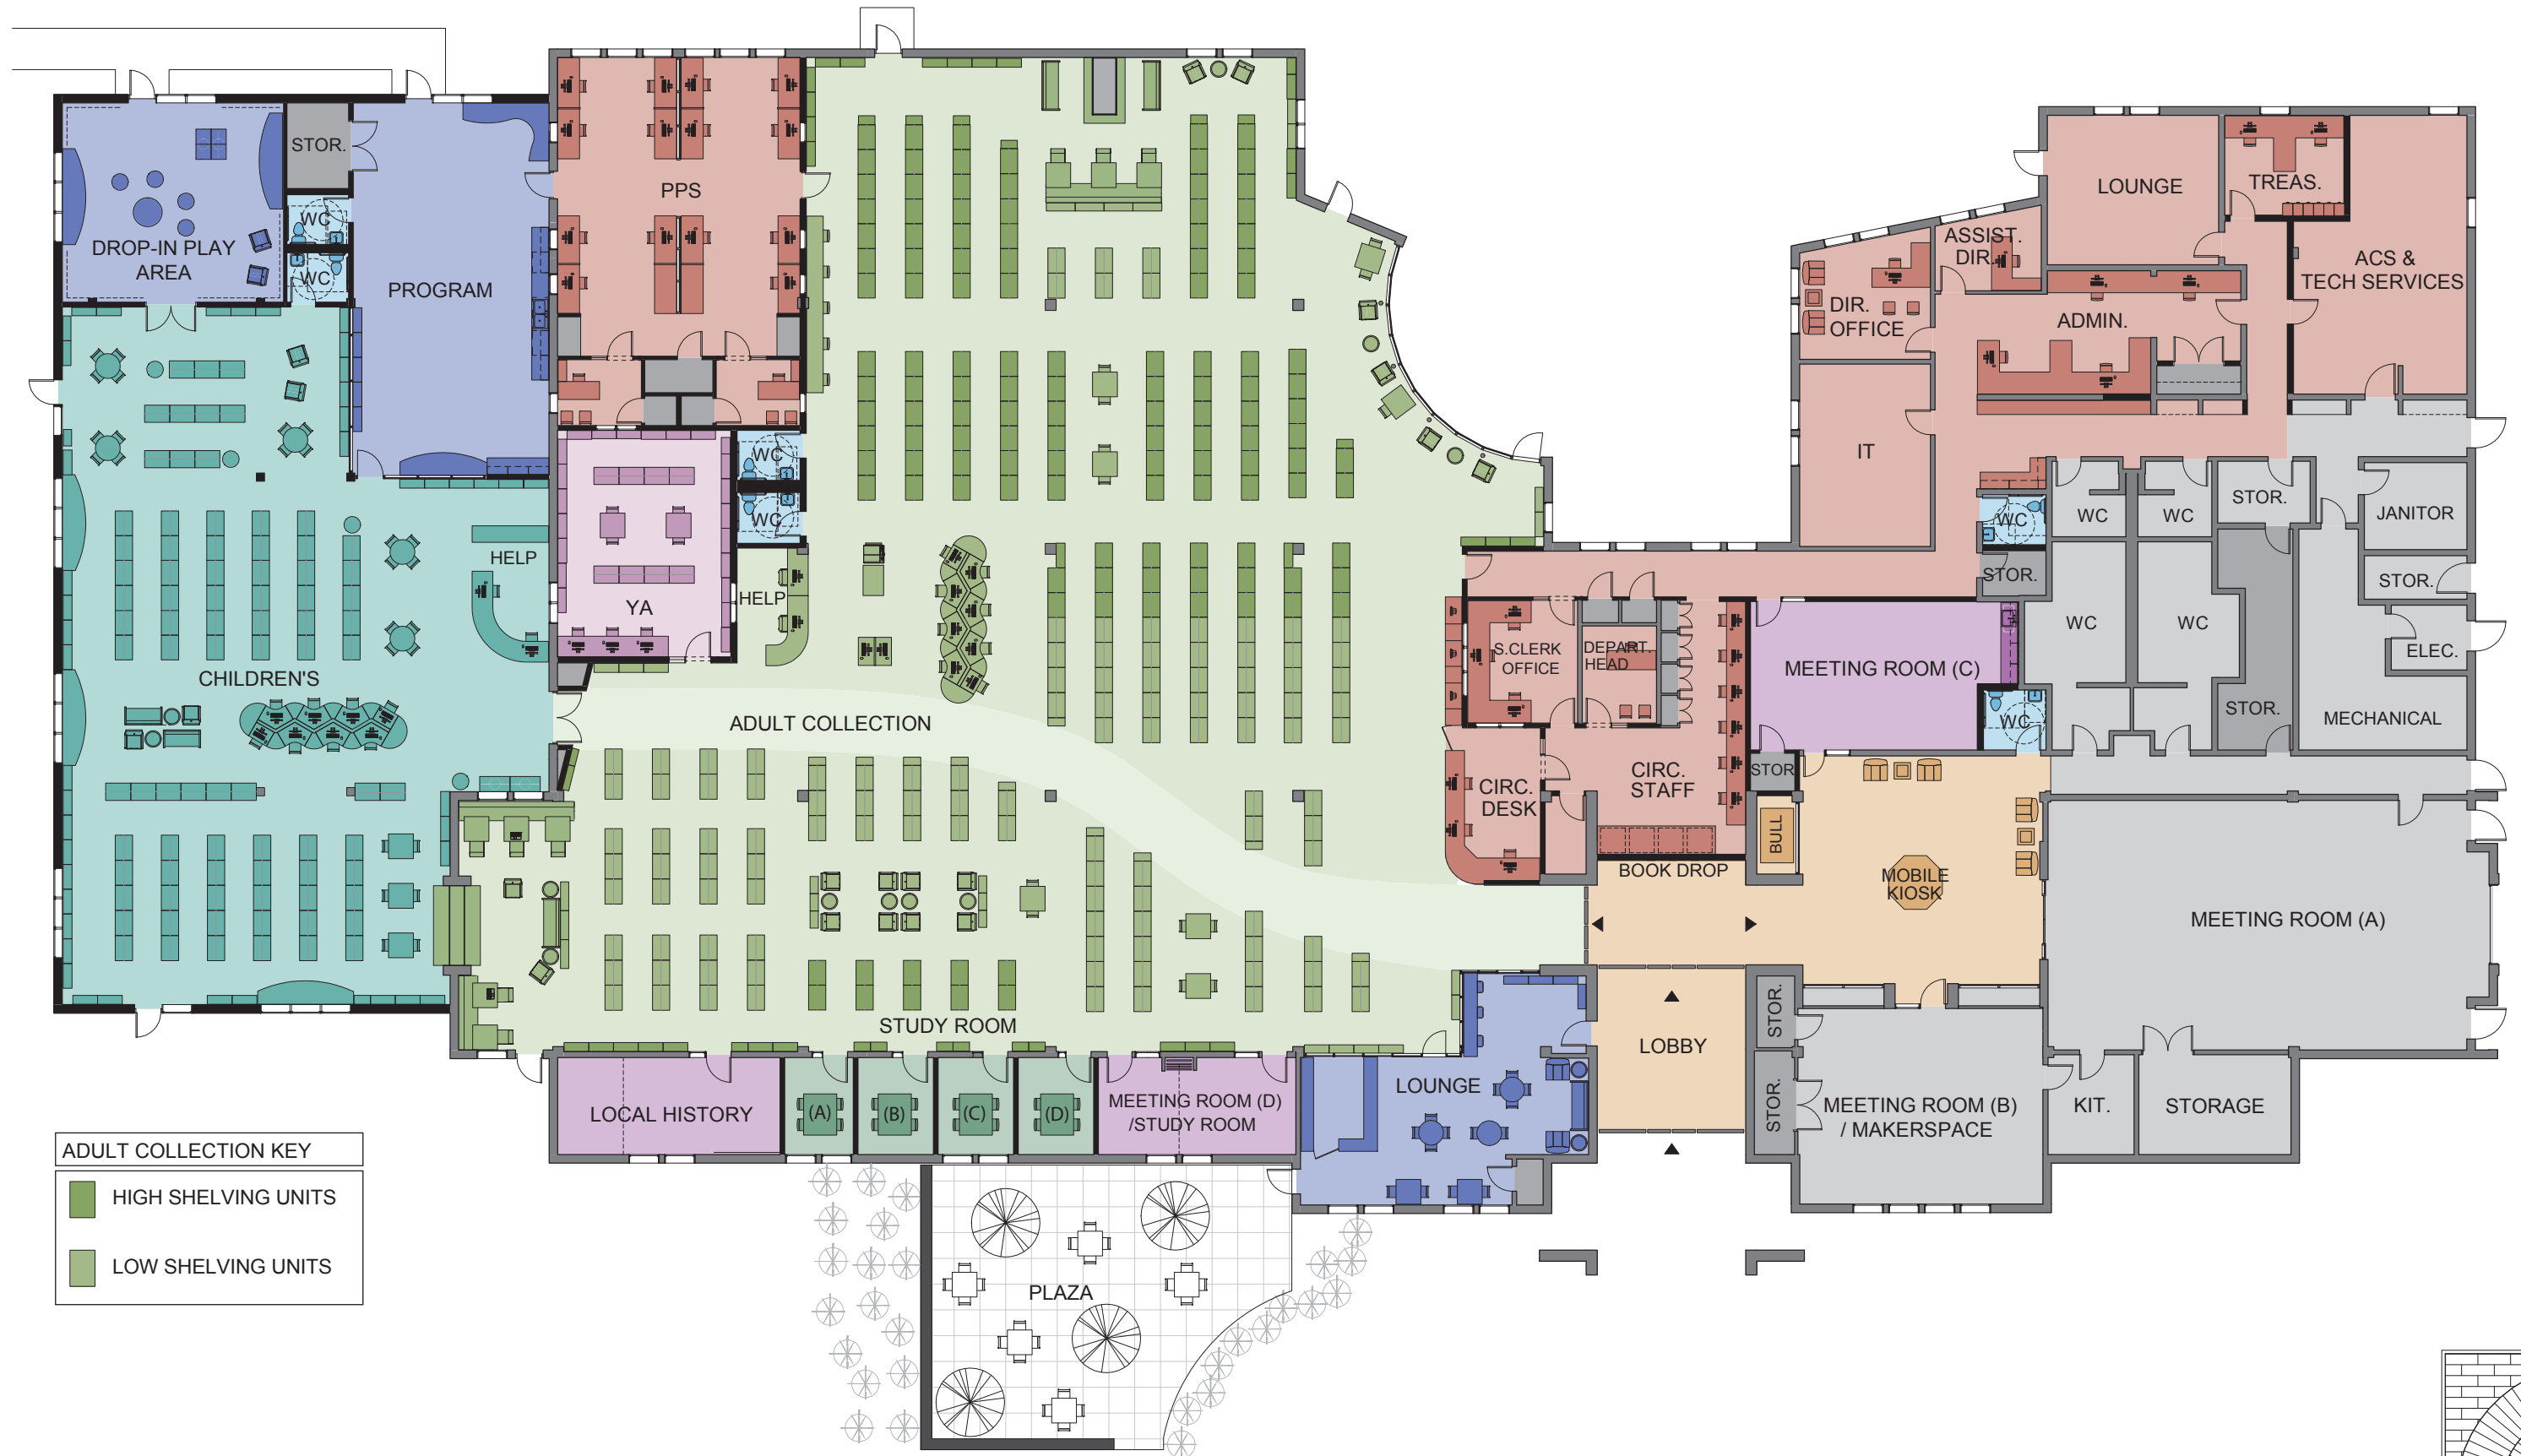 STOR.
PPS
LOUNGE
TREAS.
WC
DROP-IN PLAY
AREA
WC
PROGRAM
ASSIST.
DIR.
ACS &
TECH SERVICES
DIR.
OFFICE
ADMIN.
IT
WC
WC
STOR.
WC
WC
WC
JANITOR
HELP
STOR.
STOR.
YA
HELP
WC
WC
ELEC.
CHILDREN'S
S.CLERK
OFFICE
DEPART.
HEAD
MEETING ROOM (C)
STOR.
MECHANICAL
WC
ADULT COLLECTION
CIRC.
DESK
CIRC.
STAFF
STOR
BULL
BOOK DROP
MOBILE
KIOSK
MEETING ROOM (A)
STUDY ROOM
STOR.
LOBBY
LOCAL HISTORY
(A)
(B)
(C)
(D)
MEETING ROOM (D)
/STUDY ROOM
LOUNGE
STOR.
MEETING ROOM (B)
/ MAKERSPACE
KIT.
STORAGE
ADULT COLLECTION KEY
HIGH SHELVING UNITS
LOW SHELVING UNITS
PLAZA